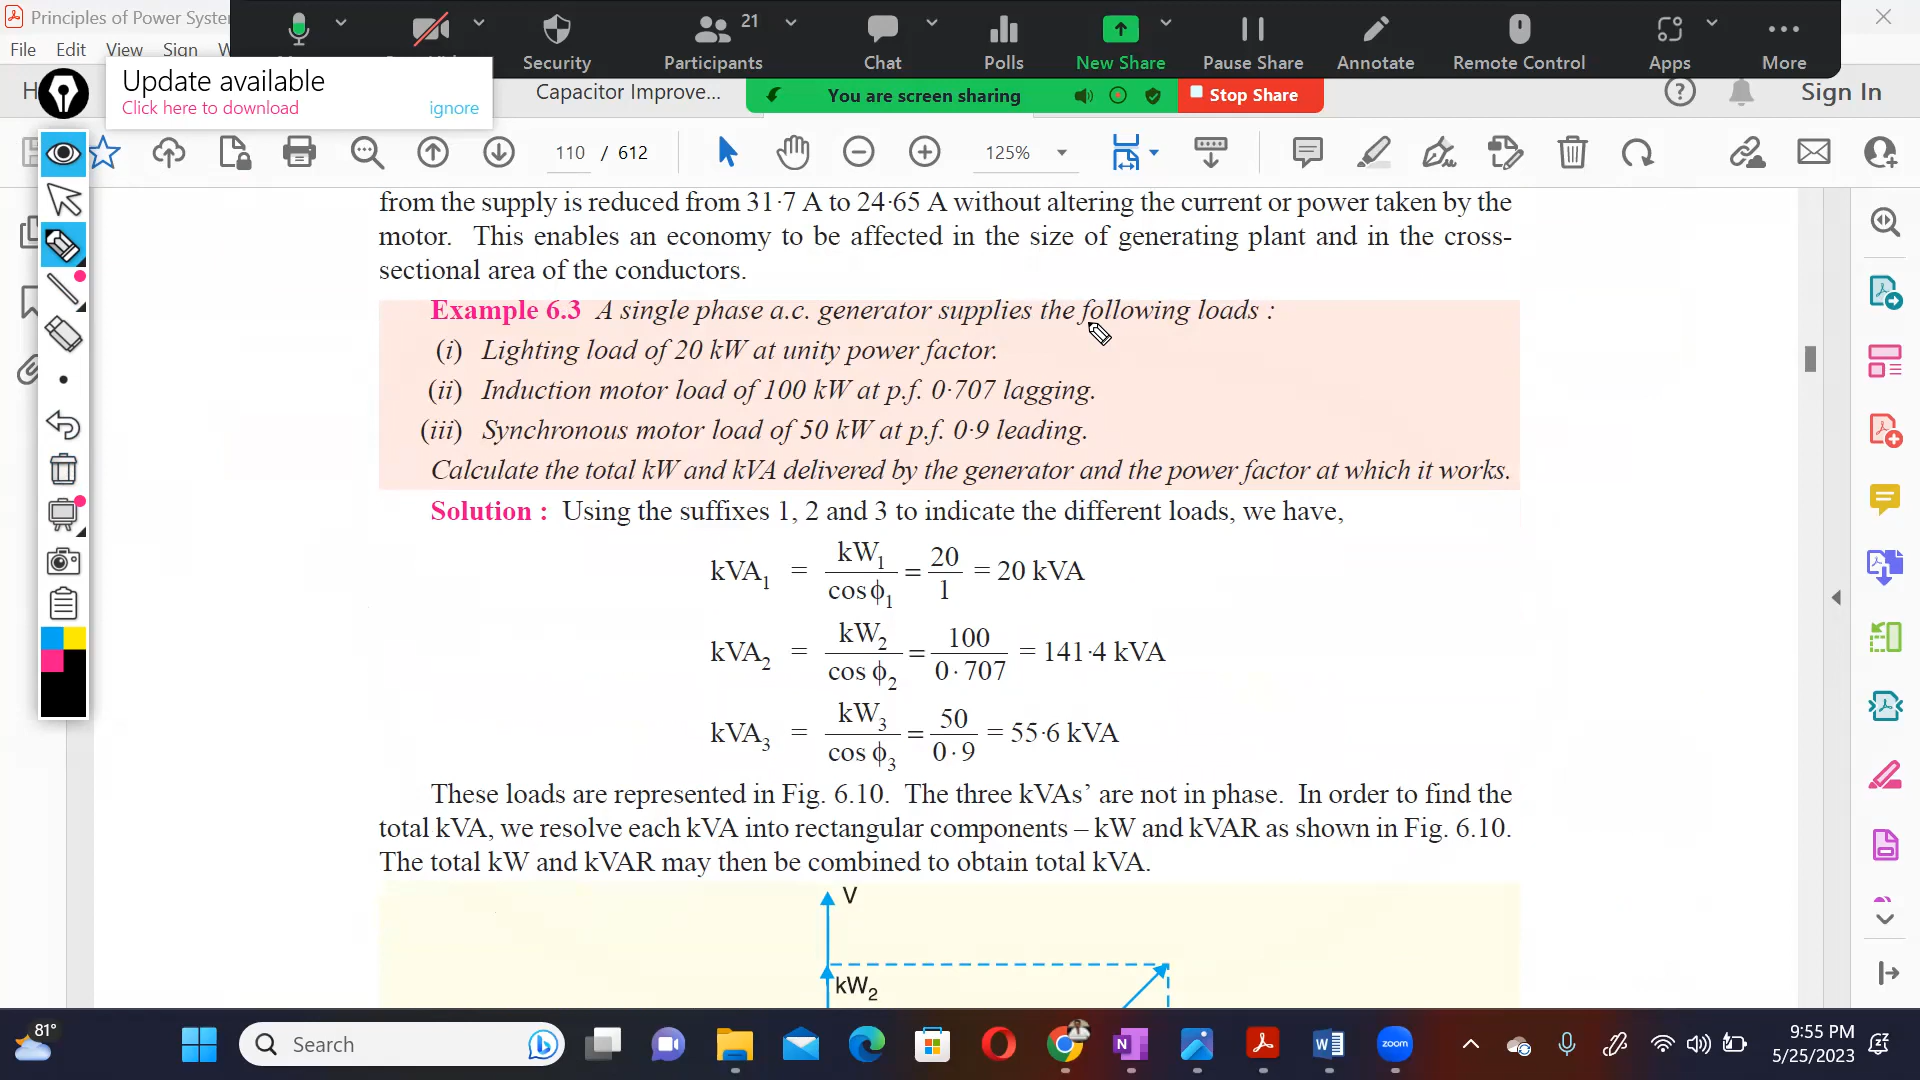 Principles of Power System
File Edit View Sign W
Security
Participants 21
Chat
Polls
New Share
Pause Share
Annotate
Remote Control
Apps
More
Update available
Click here to download ignore
Capacitor Improve...
You are screen sharing
Stop Share
Sign In
110 / 612
125%
from the supply is reduced from 31·7 A to 24·65 A without altering the current or power taken by the
motor. This enables an economy to be affected in the size of generating plant and in the cross-
sectional area of the conductors.
Example 6.3 A single phase a.c. generator supplies the following loads :
(i) Lighting load of 20 kW at unity power factor.
(ii) Induction motor load of 100 kW at p.f. 0·707 lagging.
(iii) Synchronous motor load of 50 kW at p.f. 0·9 leading.
Calculate the total kW and kVA delivered by the generator and the power factor at which it works.
Solution : Using the suffixes 1, 2 and 3 to indicate the different loads, we have,
kVA₁ = kW₁ / cos ϕ₁ = 20 / 1 = 20 kVA
kVA₂ = kW₂ / cos ϕ₂ = 100 / 0·707 = 141·4 kVA
kVA₃ = kW₃ / cos ϕ₃ = 50 / 0·9 = 55·6 kVA
These loads are represented in Fig. 6.10. The three kVAs’ are not in phase. In order to find the
total kVA, we resolve each kVA into rectangular components – kW and kVAR as shown in Fig. 6.10.
The total kW and kVAR may then be combined to obtain total kVA.
V
kW₂
81°
Search
zoom
9:55 PM
5/25/2023